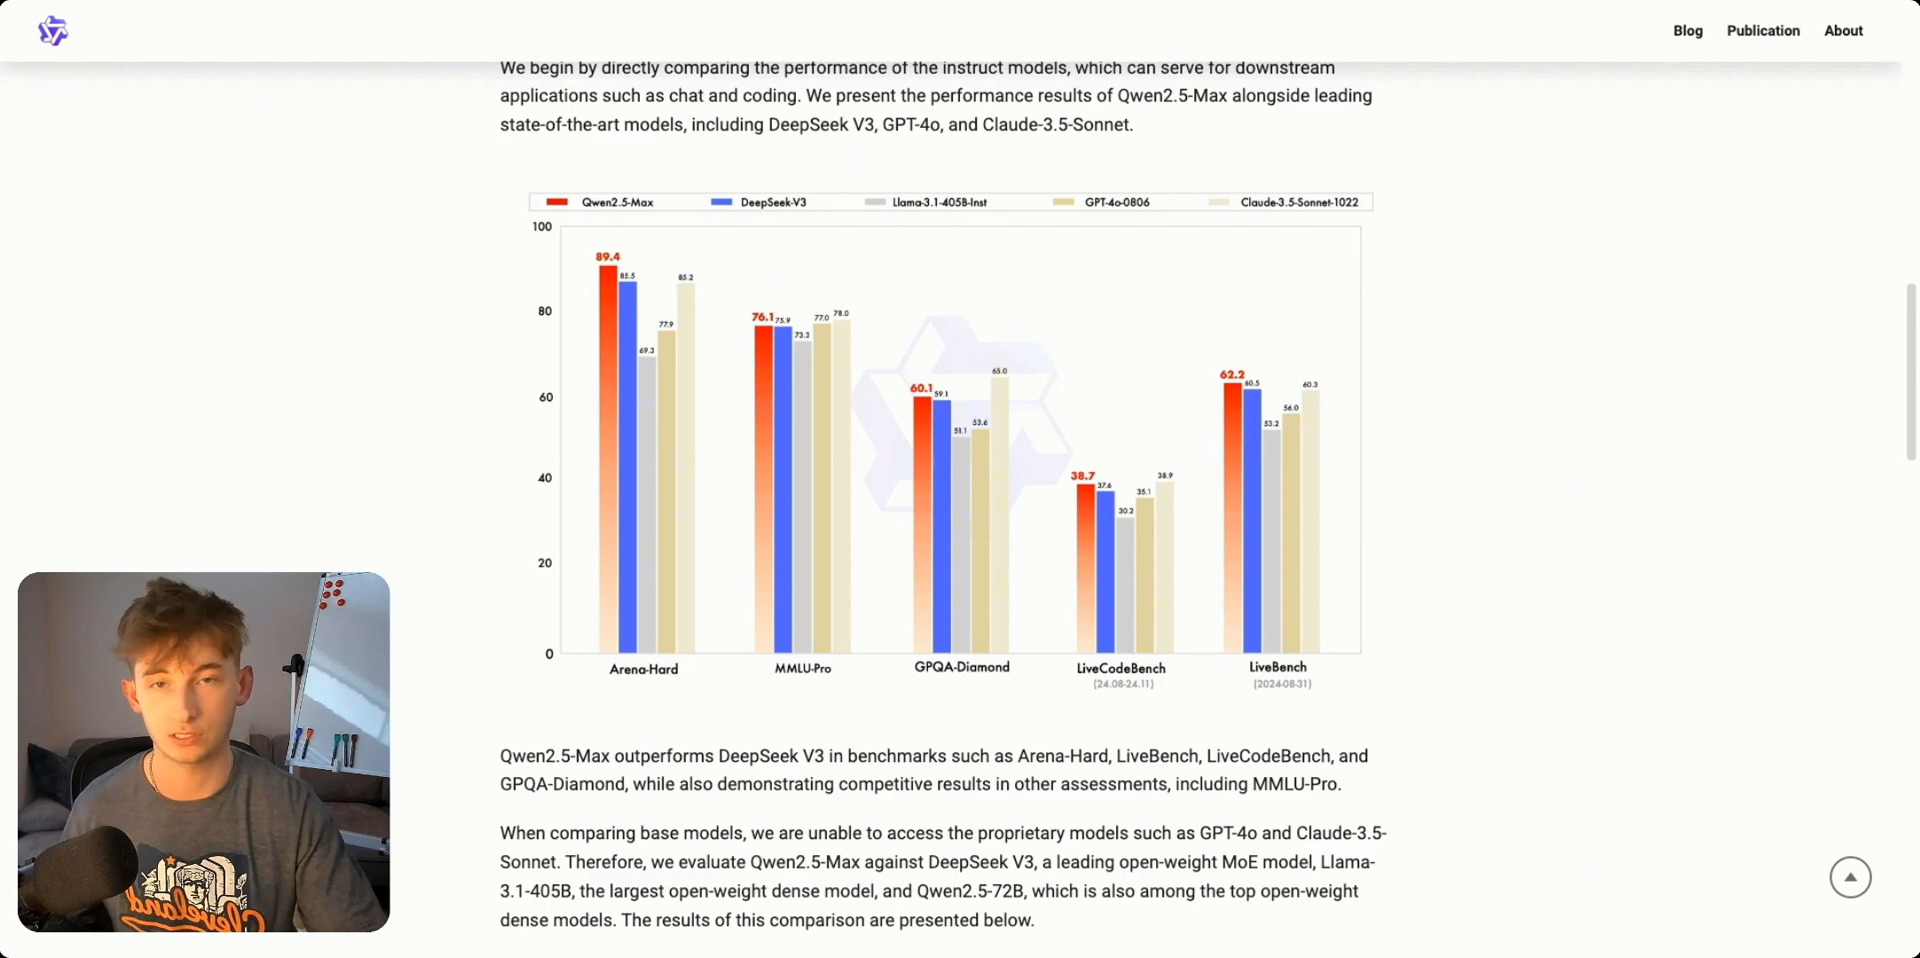 Blog Publication About
We begin by directly comparing the performance of the instruct models, which can serve for downstream
applications such as chat and coding. We present the performance results of Qwen2.5-Max alongside leading
state-of-the-art models, including DeepSeek V3, GPT-4o, and Claude-3.5-Sonnet.
Qwen2.5-Max DeepSeek-V3 Llama-3.1-405B-Inst GPT-4o-0806 Claude-3.5-Sonnet-1022
100
80
60
40
20
0
89.4 85.5 69.3 77.9 85.2
76.1 75.9 73.3 77.0 78.0
60.1 59.1 51.1 53.6 65.0
38.7 37.6 30.2 35.1 38.9
62.2 60.5 53.2 56.0 60.3
Arena-Hard MMLU-Pro GPQA-Diamond LiveCodeBench LiveBench
(24.08-24.11) (2024-08-31)
Qwen2.5-Max outperforms DeepSeek V3 in benchmarks such as Arena-Hard, LiveBench, LiveCodeBench, and
GPQA-Diamond, while also demonstrating competitive results in other assessments, including MMLU-Pro.
When comparing base models, we are unable to access the proprietary models such as GPT-4o and Claude-3.5-
Sonnet. Therefore, we evaluate Qwen2.5-Max against DeepSeek V3, a leading open-weight MoE model, Llama-
3.1-405B, the largest open-weight dense model, and Qwen2.5-72B, which is also among the top open-weight
dense models. The results of this comparison are presented below.
Cleveland